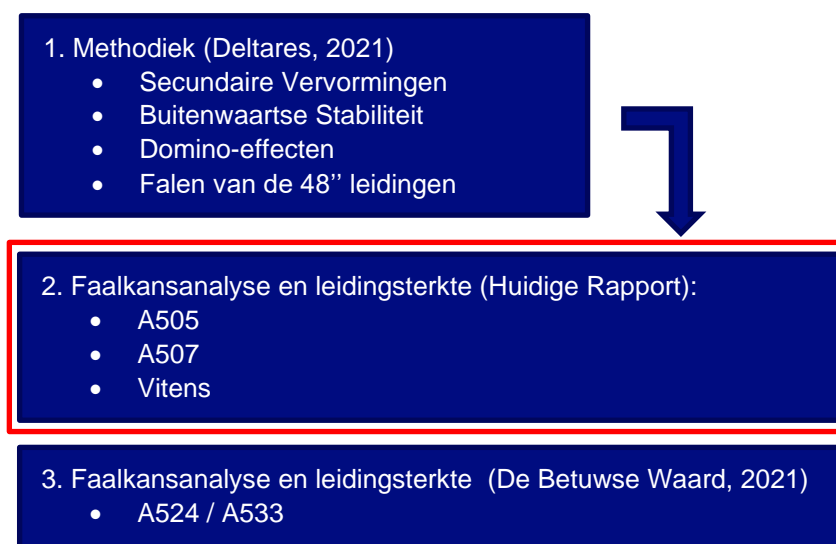 1. Methodiek (Deltares, 2021)
• Secundaire Vervormingen
• Buitenwaartse Stabiliteit
• Domino-effecten
• Falen van de 48’’ leidingen
2. Faalkansanalyse en leidingsterkte (Huidige Rapport):
• A505
• A507
• Vitens
3. Faalkansanalyse en leidingsterkte (De Betuwse Waard, 2021)
• A524 / A533